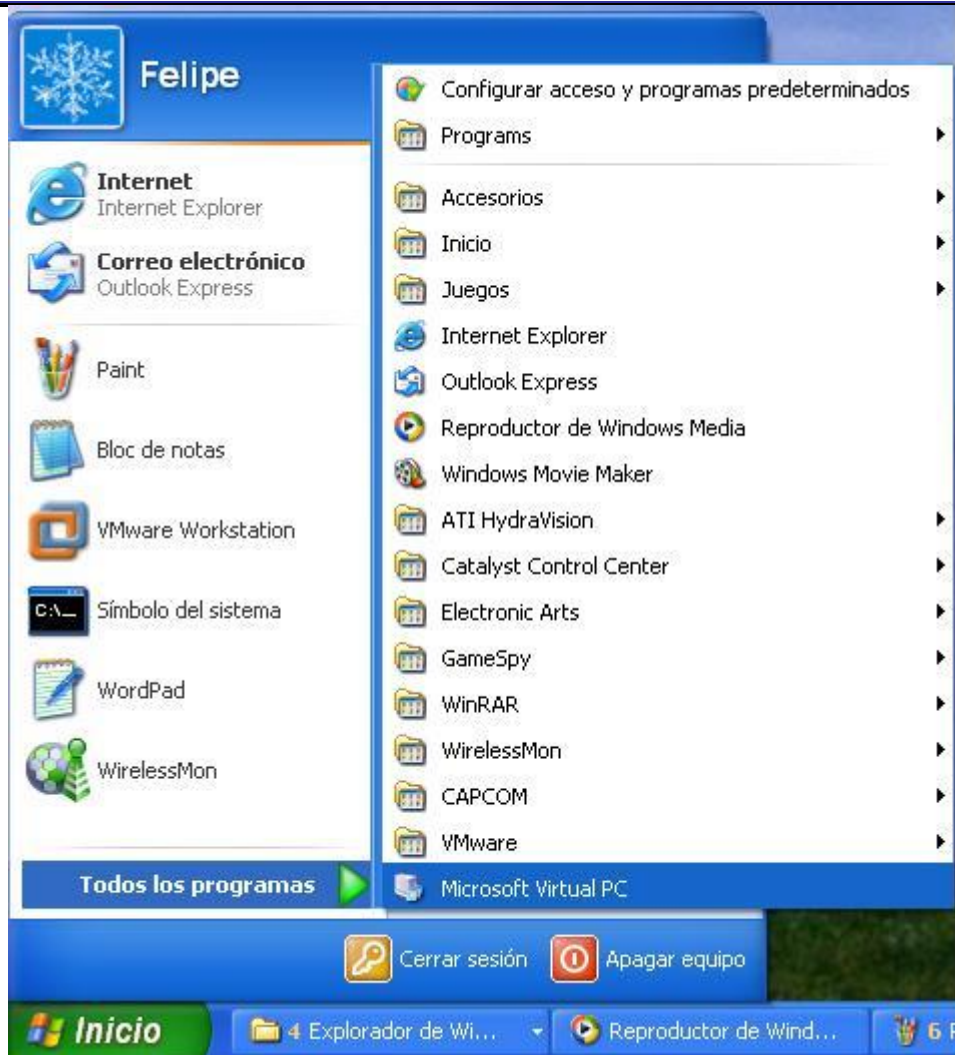 Felipe
Internet
Internet Explorer
Correo electrónico
Outlook Express
Paint
Bloc de notas
VMware Workstation
C:\_
Símbolo del sistema
WordPad
WirelessMon
Todos los programas
Configurar acceso y programas predeterminados
Programs
Accesorios
Inicio
Juegos
Internet Explorer
Outlook Express
Reproductor de Windows Media
Windows Movie Maker
ATI HydraVision
Catalyst Control Center
Electronic Arts
GameSpy
WinRAR
WirelessMon
CAPCOM
VMware
Microsoft Virtual PC
Cerrar sesión
Apagar equipo
Inicio
4 Explorador de Wi...
Reproductor de Wind...
6